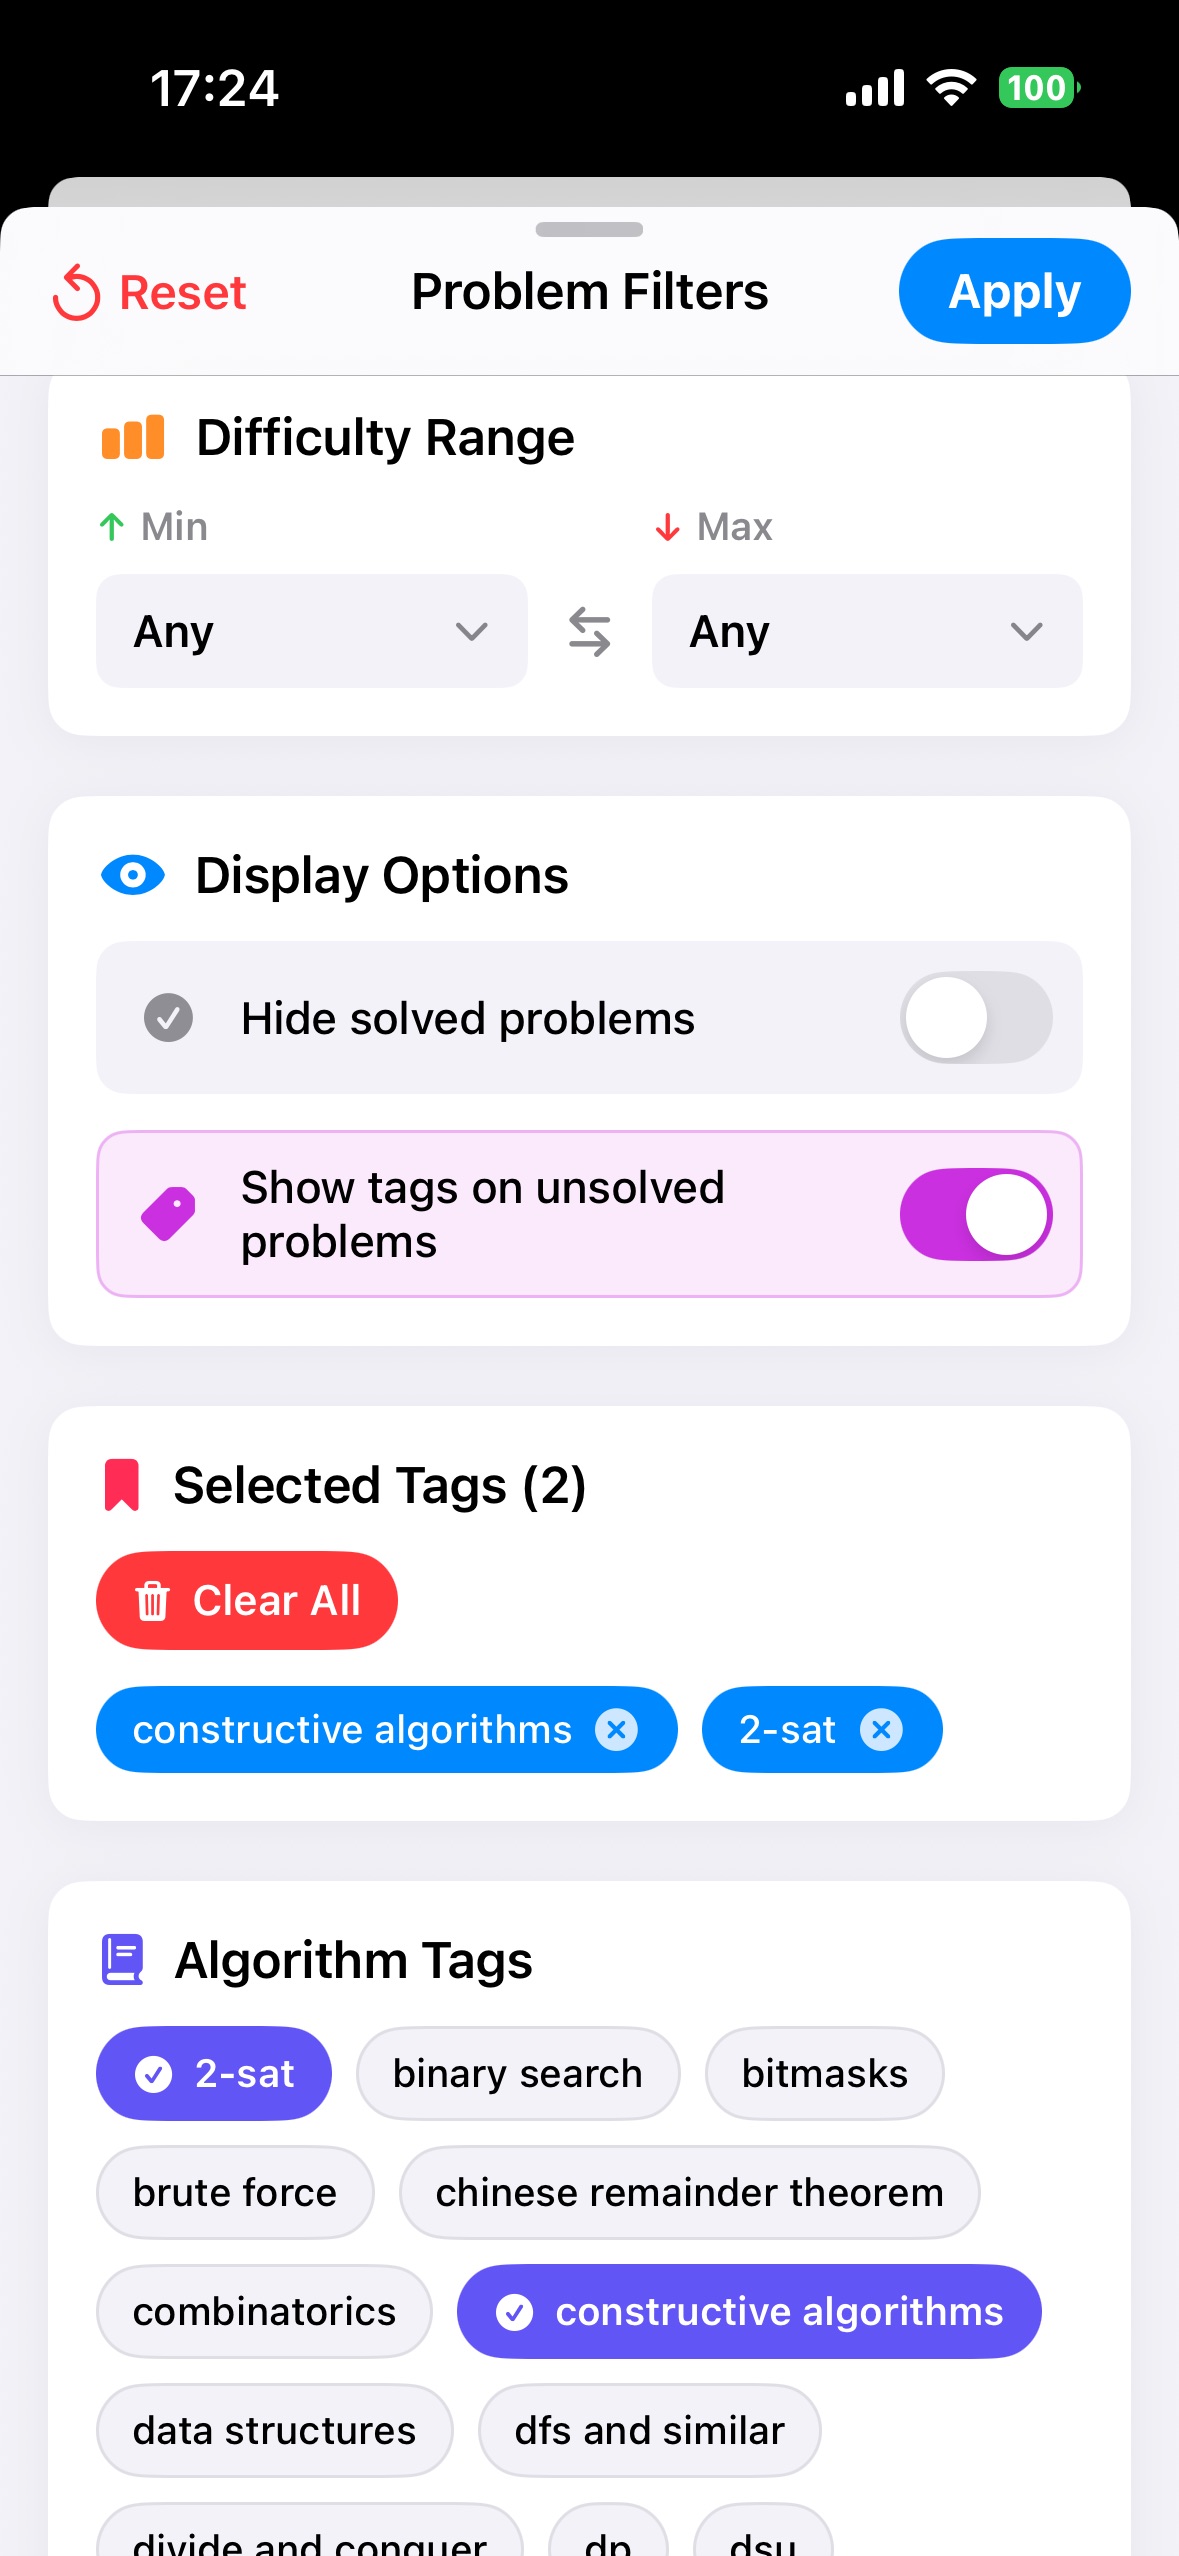 17:24
100
Reset
Problem Filters
Apply
Difficulty Range
Min
Max
Any
Any
Display Options
Hide solved problems
Show tags on unsolved
problems
Selected Tags (2)
Clear All
constructive algorithms
2-sat
Algorithm Tags
2-sat
binary search
bitmasks
brute force
chinese remainder theorem
combinatorics
constructive algorithms
data structures
dfs and similar
divide and conquer
dp
dsu